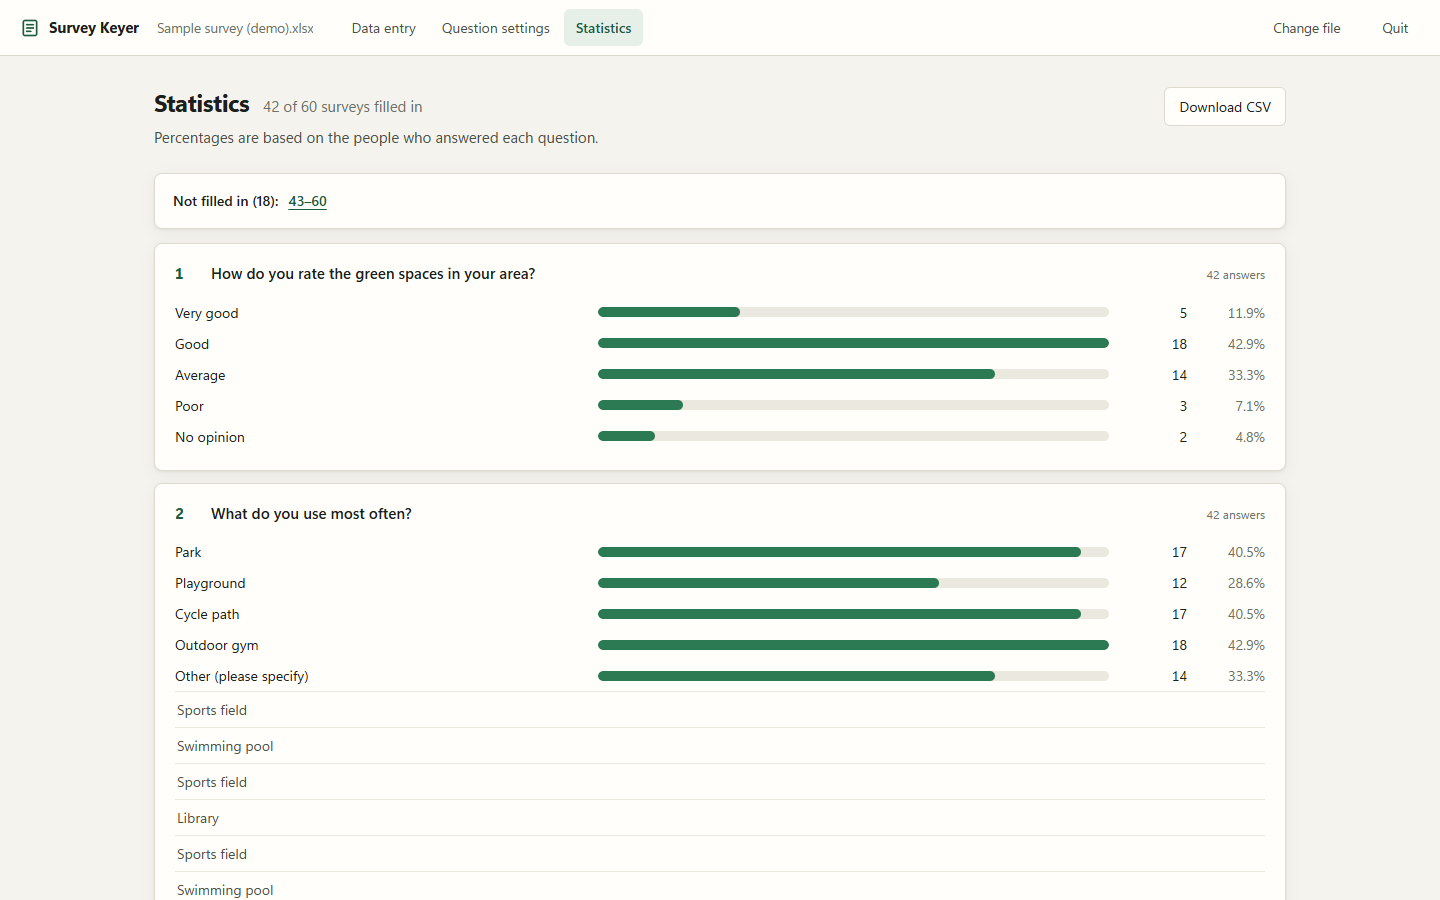 Survey Keyer Sample survey (demo).xlsx Data entry Question settings Statistics Change file Quit
Statistics 42 of 60 surveys filled in Download CSV
Percentages are based on the people who answered each question.
Not filled in (18): 43–60
1 How do you rate the green spaces in your area? 42 answers
Very good 5 11.9%
Good 18 42.9%
Average 14 33.3%
Poor 3 7.1%
No opinion 2 4.8%
2 What do you use most often? 42 answers
Park 17 40.5%
Playground 12 28.6%
Cycle path 17 40.5%
Outdoor gym 18 42.9%
Other (please specify) 14 33.3%
Sports field
Swimming pool
Sports field
Library
Sports field
Swimming pool